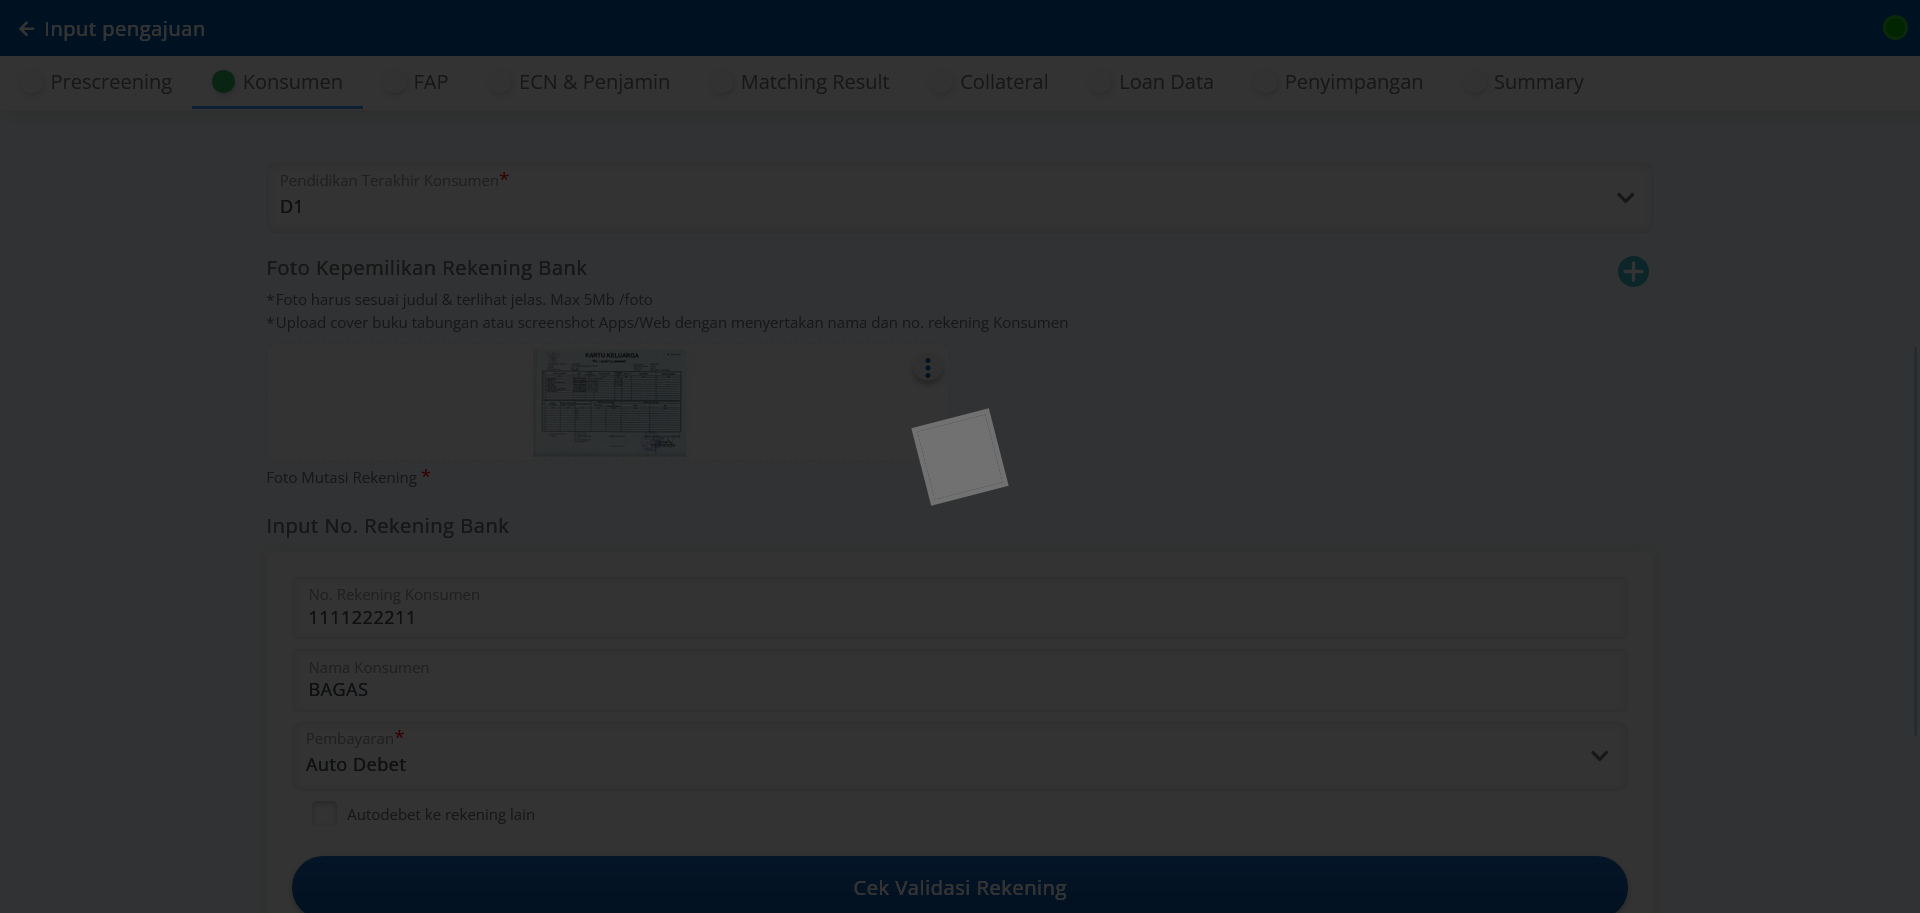 Input pengajuan
Prescreening Konsumen FAP ECN & Penjamin Matching Result Collateral Loan Data Penyimpangan Summary
Pendidikan Terakhir Konsumen*
D1
Foto Kepemilikan Rekening Bank
*Foto harus sesuai judul & terlihat jelas. Max 5Mb /foto
*Upload cover buku tabungan atau screenshot Apps/Web dengan menyertakan nama dan no. rekening Konsumen
KARTU KELUARGA
Foto Mutasi Rekening *
Input No. Rekening Bank
No. Rekening Konsumen
1111222211
Nama Konsumen
BAGAS
Pembayaran*
Auto Debet
Autodebet ke rekening lain
Cek Validasi Rekening